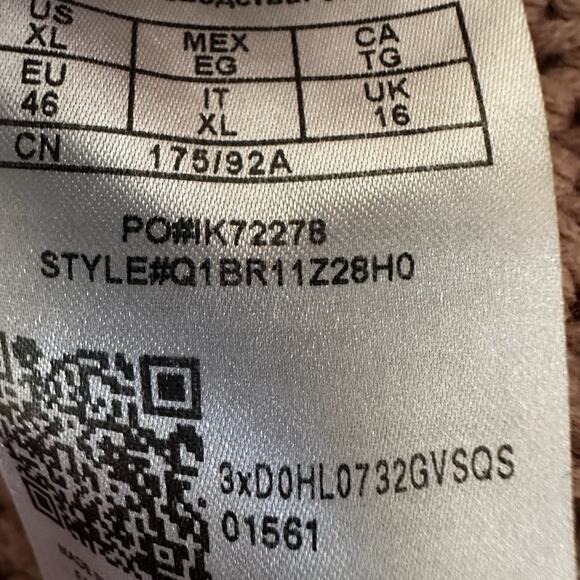 US
XL
MEX
EG
CA
TG
EU
46
IT
XL
UK
16
CN 175/92A
PO#IK72278
STYLE#Q1BR11Z28H0
3xD0HL0732GVSQS
01561